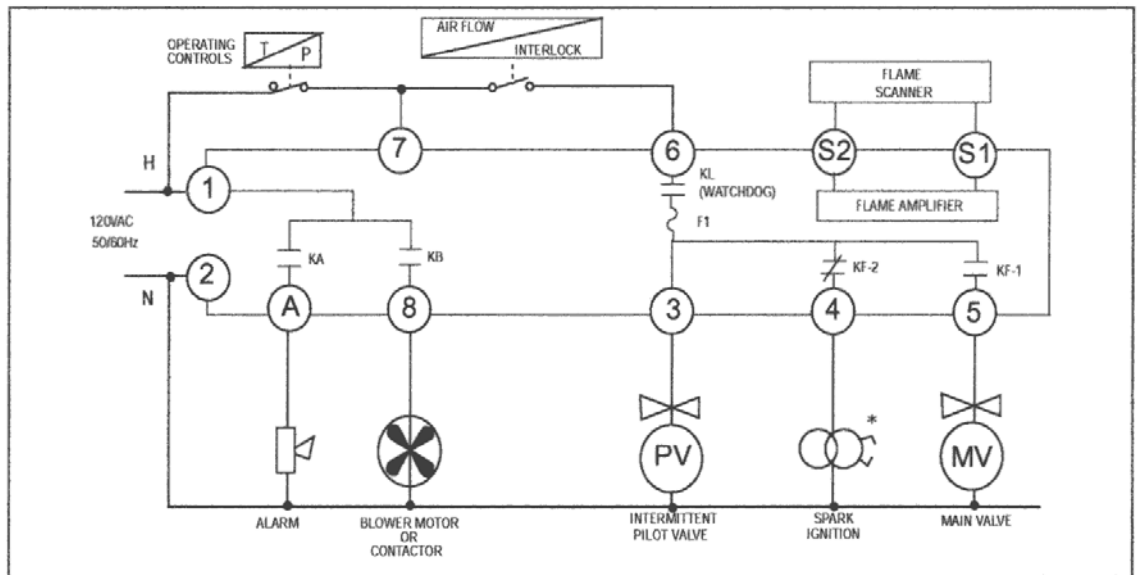 OPERATING
CONTROLS
T
P
AIR FLOW
INTERLOCK
FLAME
SCANNER
7
6
S2
S1
H
1
KL
(WATCHDOG)
FLAME AMPLIFIER
F1
120VAC
50/60Hz
2
N
KA
KB
KF-2
KF-1
A
8
3
4
5
*
PV
MV
ALARM
BLOWER MOTOR
OR
CONTACTOR
INTERMITTENT
PILOT VALVE
SPARK
IGNITION
MAIN VALVE